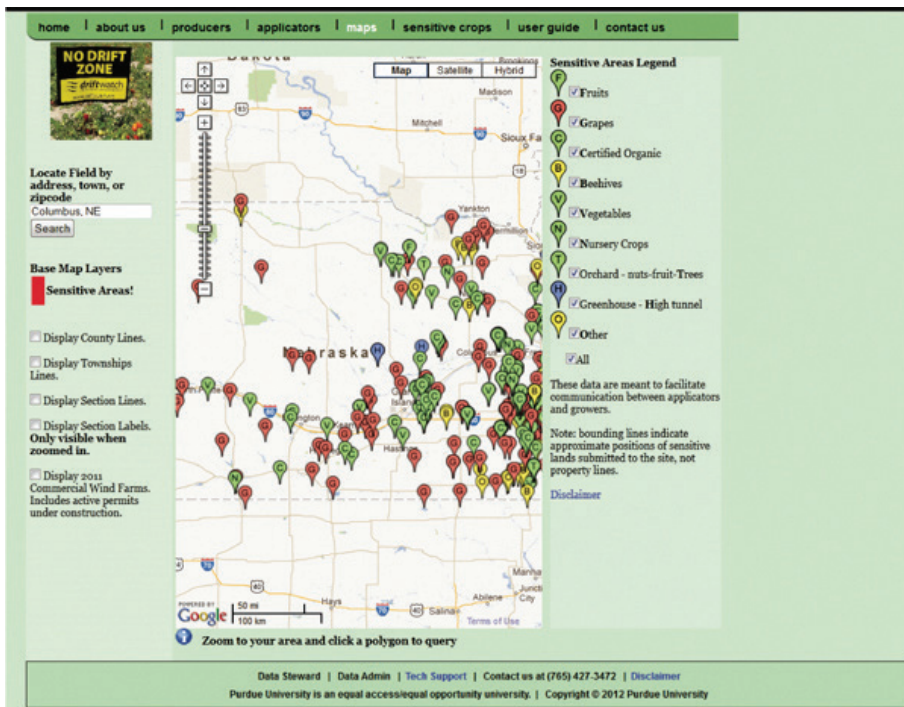 home | about us | producers | applicators | maps | sensitive crops | user guide | contact us
NO DRIFT
ZONE
driftwatch
Locate Field by
address, town, or
zipcode
Columbus, NE
Search
Base Map Layers
Sensitive Areas!
Display County Lines.
Display Townships
Lines.
Display Section Lines.
Display Section Labels.
Only visible when
zoomed in.
Display 2011
Commercial Wind Farms.
Includes active permits
under construction.
Map Satellite Hybrid
Madison
Mitchell
Sioux Fa
Yankton
Nebraska
Hays
Salina
Abilene
Manha
Juncti
City
POWERED BY
Google
50 mi
100 km
Terms of Use
Sensitive Areas Legend
F Fruits
G Grapes
C Certified Organic
B Beehives
V Vegetables
N Nursery Crops
T Orchard - nuts-fruit-Trees
H Greenhouse - High tunnel
O Other
All
These data are meant to facilitate
communication between applicators
and growers.
Note: bounding lines indicate
approximate positions of sensitive
lands submitted to the site, not
property lines.
Disclaimer
Zoom to your area and click a polygon to query
Data Steward | Data Admin | Tech Support | Contact us at (765) 427-3472 | Disclaimer
Purdue University is an equal access/equal opportunity university. | Copyright © 2012 Purdue University